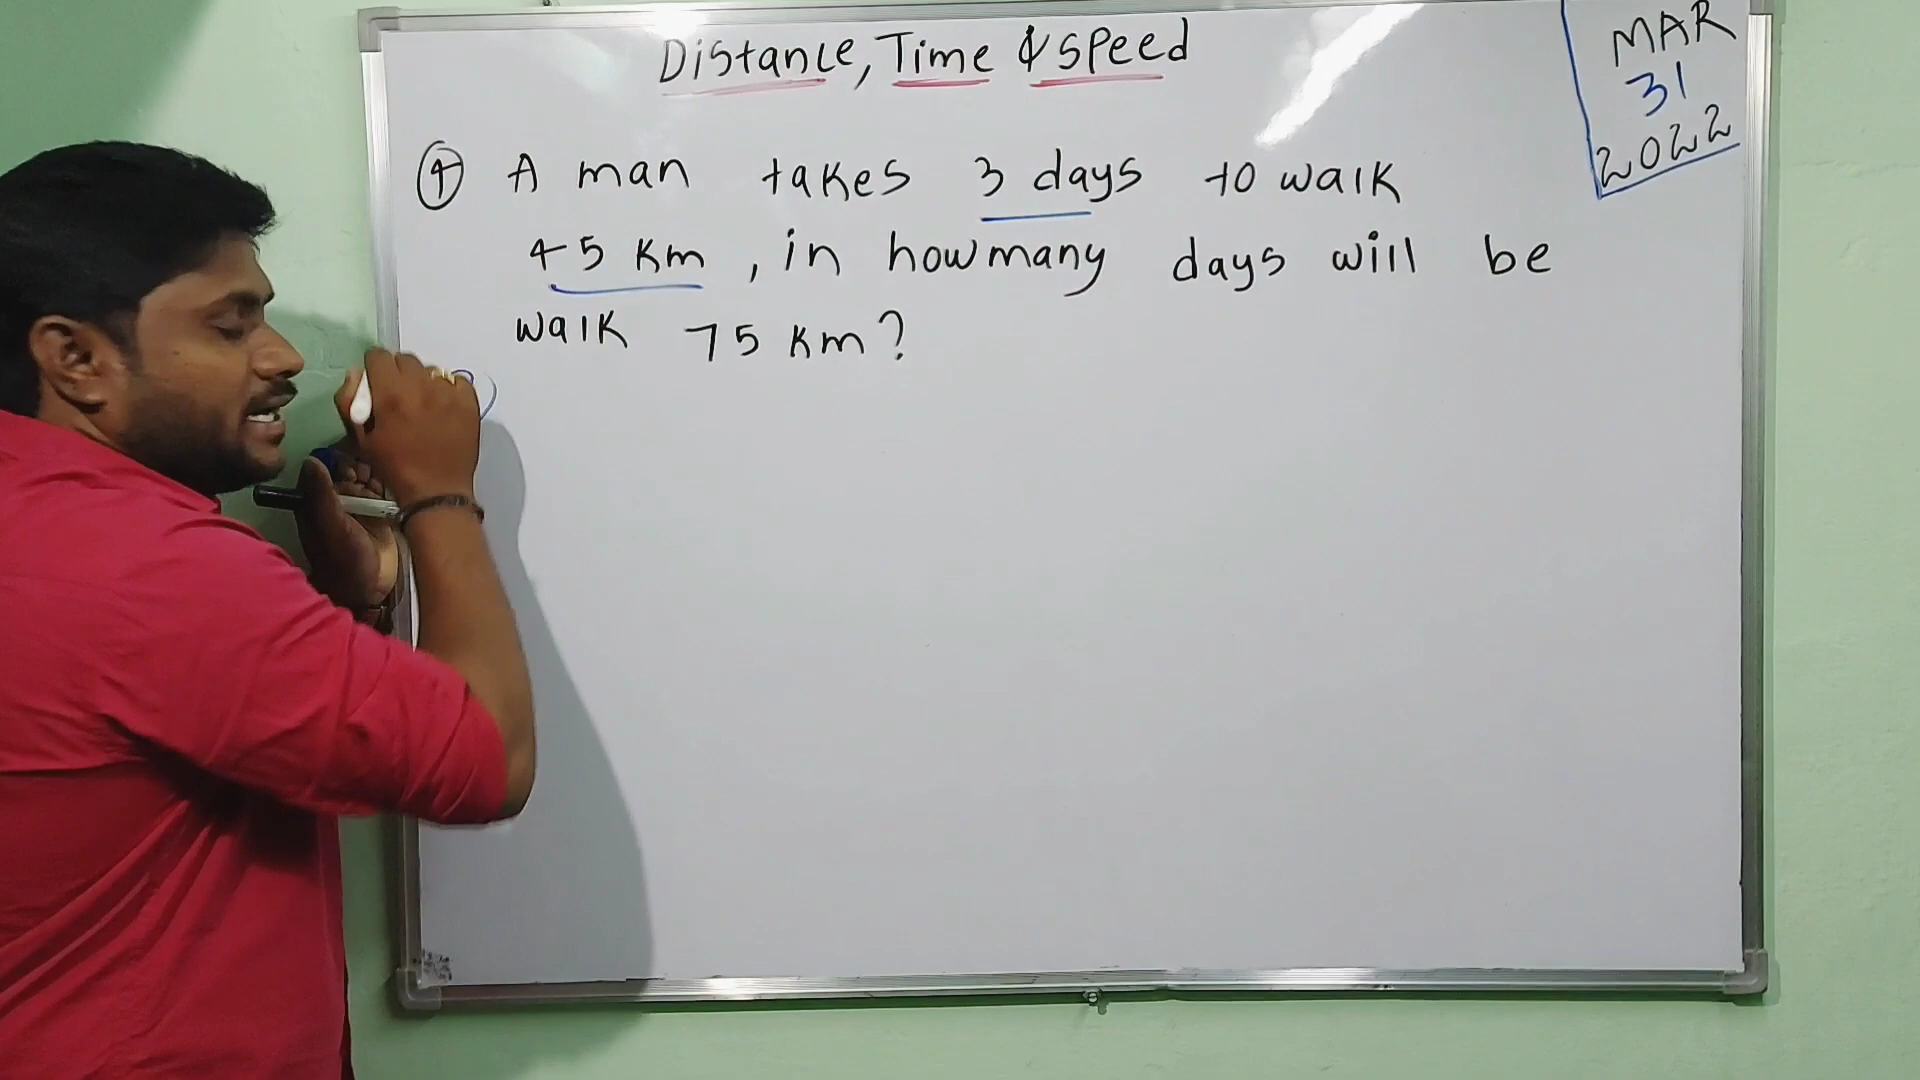 Distance, Time & speed
MAR
31
2022
④ A man takes 3 days to walk
45 Km, in howmany days will be
walk 75 Km?